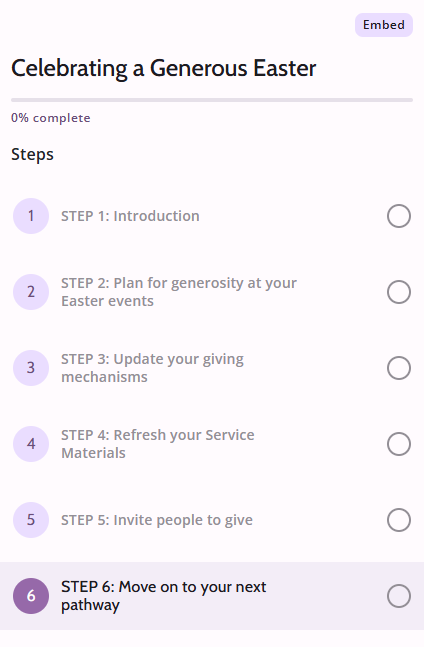 Embed
Celebrating a Generous Easter
0% complete
Steps
1
STEP 1: Introduction
2
STEP 2: Plan for generosity at your
Easter events
3
STEP 3: Update your giving
mechanisms
4
STEP 4: Refresh your Service
Materials
5
STEP 5: Invite people to give
6
STEP 6: Move on to your next
pathway